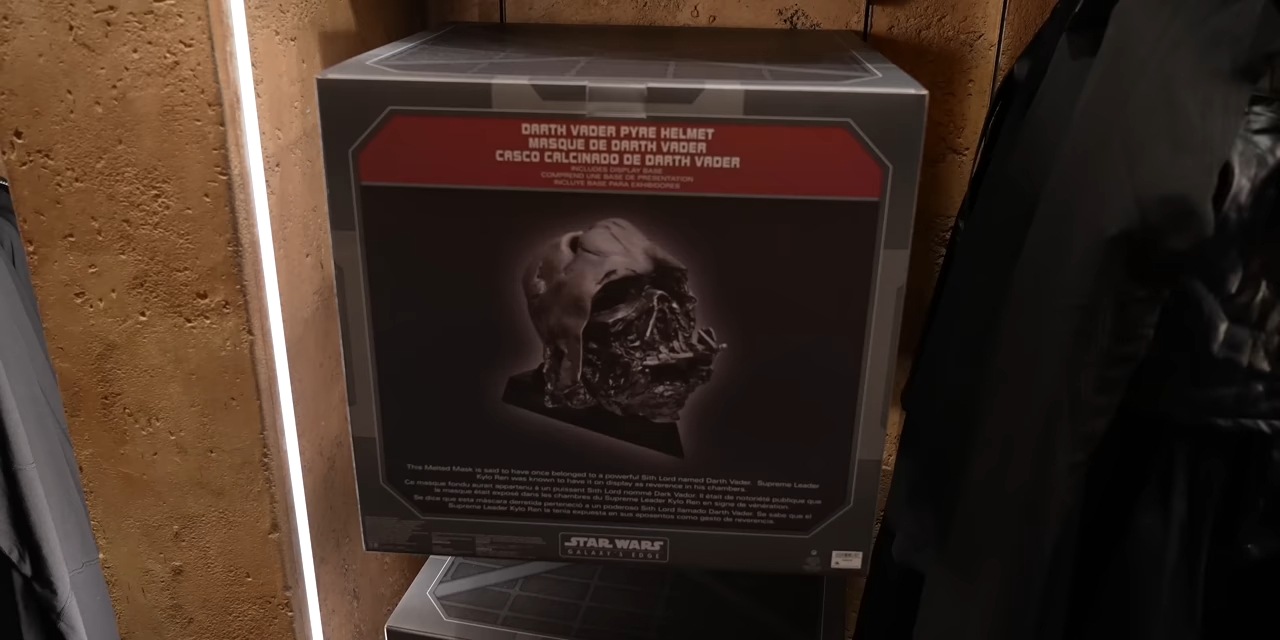 DARTH VADER PYRE HELMET
MASQUE DE DARTH VADER
CASCO CALCINADO DE DARTH VADER
INCLUDES DISPLAY BASE
COMPREND UNE BASE DE PRESENTATION
INCLUYE BASE PARA EXHIBIDORES
This Melted Mask is said to have once belonged to a powerful Sith Lord named Darth Vader. Supreme Leader
Kylo Ren was known to have it on display as reverence in his chambers.
Ce masque fondu aurait appartenu à un puissant Sith Lord nommé Dark Vador. Il était de notoriété publique que
le masque était exposé dans les chambres du Supreme Leader Kylo Ren en signe de vénération.
Se dice que esta máscara derretida perteneció a un poderoso Sith Lord llamado Darth Vader. Se sabe que el
Supreme Leader Kylo Ren la tenía expuesta en sus aposentos como gesto de reverencia.
STAR WARS
GALAXY'S EDGE